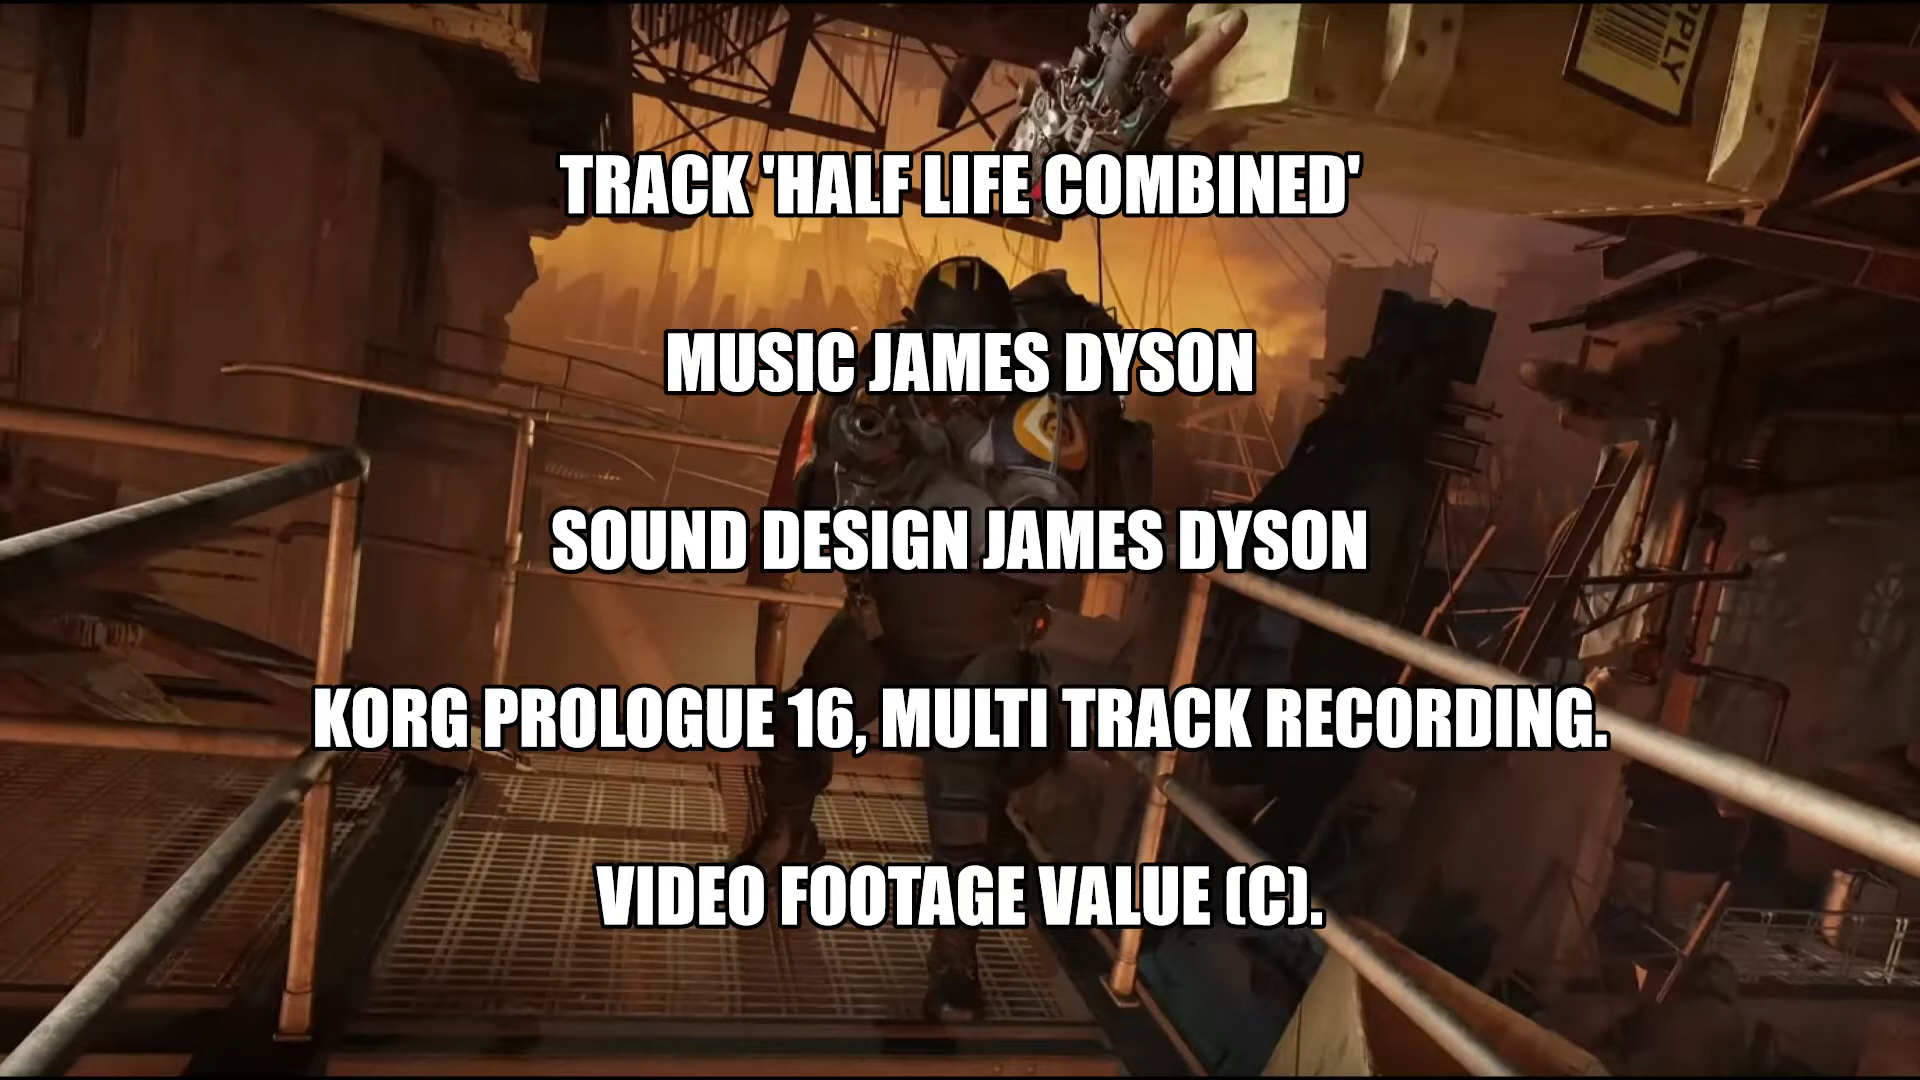 PPLY
TRACK 'HALF LIFE COMBINED'
MUSIC JAMES DYSON
SOUND DESIGN JAMES DYSON
KORG PROLOGUE 16, MULTI TRACK RECORDING.
VIDEO FOOTAGE VALUE (C).